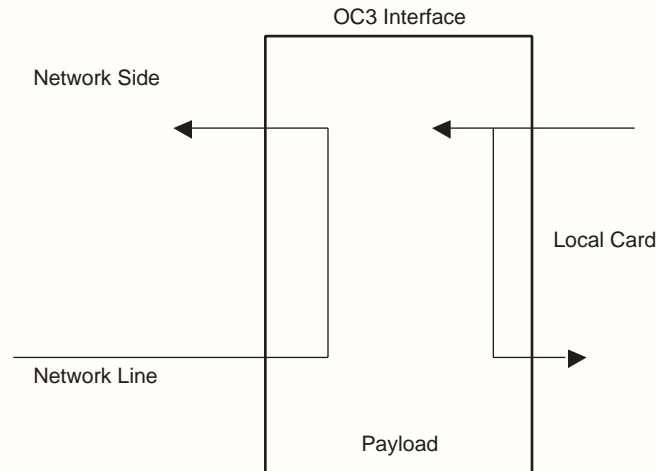 OC3 Interface
Network Side
Local Card
Network Line
Payload